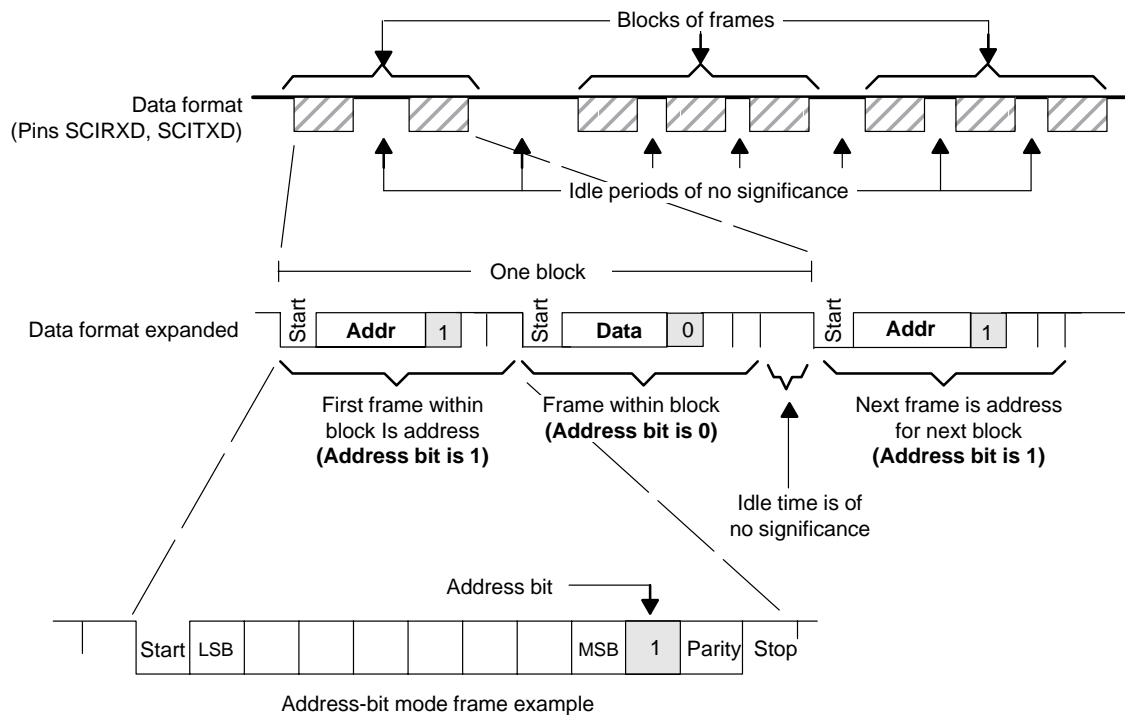 Blocks of frames
Data format
(Pins SCIRXD, SCITXD)
Idle periods of no significance
One block
Data format expanded
Start
Addr
1
Start
Data
0
Start
Addr
1
First frame within
block Is address
(Address bit is 1)
Frame within block
(Address bit is 0)
Next frame is address
for next block
(Address bit is 1)
Idle time is of
no significance
Address bit
Start
LSB
MSB
1
Parity
Stop
Address-bit mode frame example